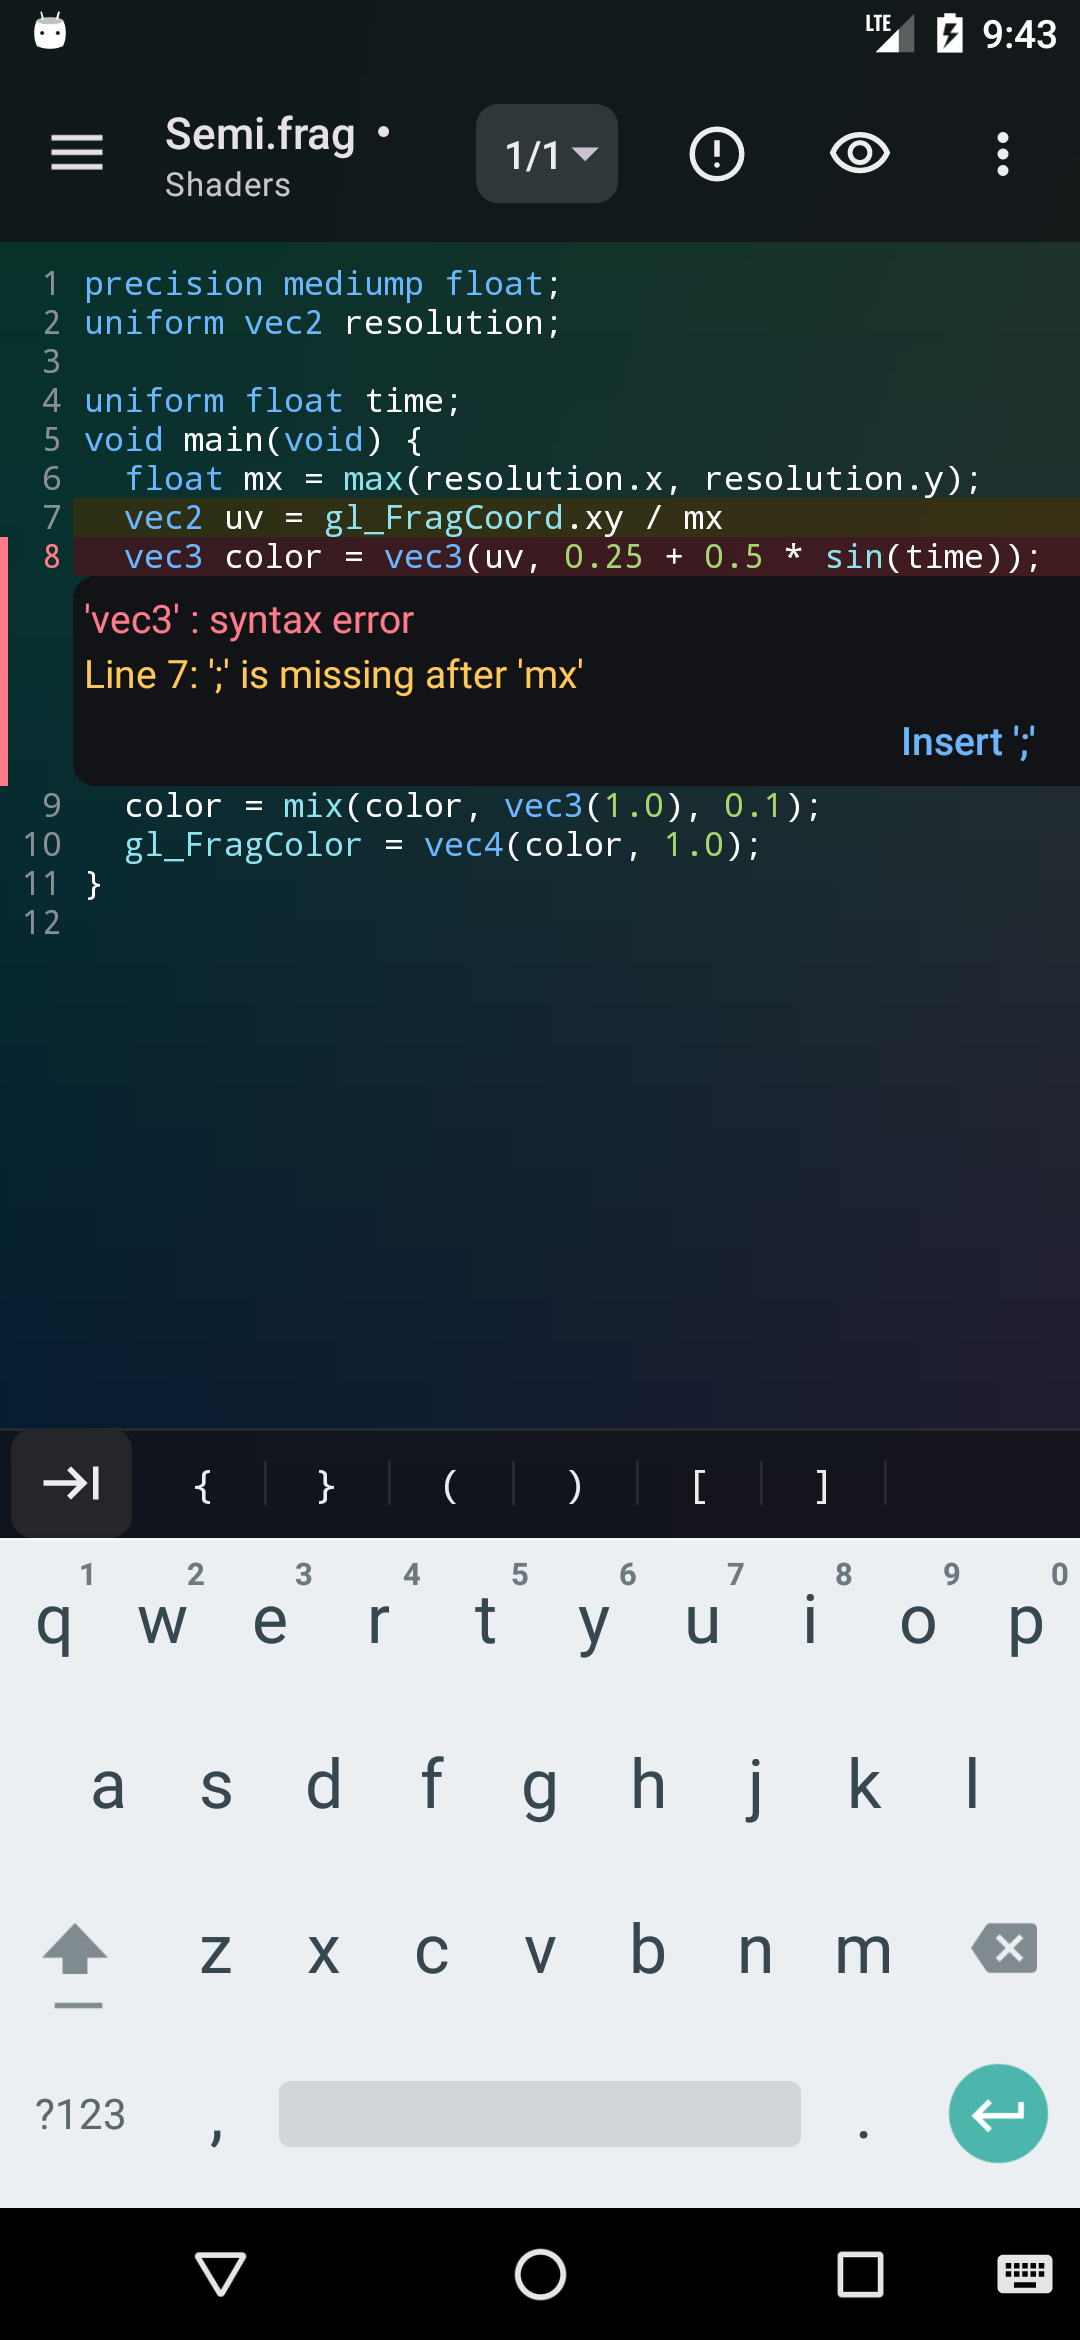 LTE 9:43
Semi.frag •
Shaders
1/1
1 precision mediump float;
2 uniform vec2 resolution;
3
4 uniform float time;
5 void main(void) {
6   float mx = max(resolution.x, resolution.y);
7   vec2 uv = gl_FragCoord.xy / mx
8   vec3 color = vec3(uv, 0.25 + 0.5 * sin(time));
'vec3' : syntax error
Line 7: ';' is missing after 'mx'
Insert ';'
9   color = mix(color, vec3(1.0), 0.1);
10   gl_FragColor = vec4(color, 1.0);
11 }
12
{ } ( ) [ ]
1 2 3 4 5 6 7 8 9 0
q w e r t y u i o p
a s d f g h j k l
z x c v b n m
?123 , .